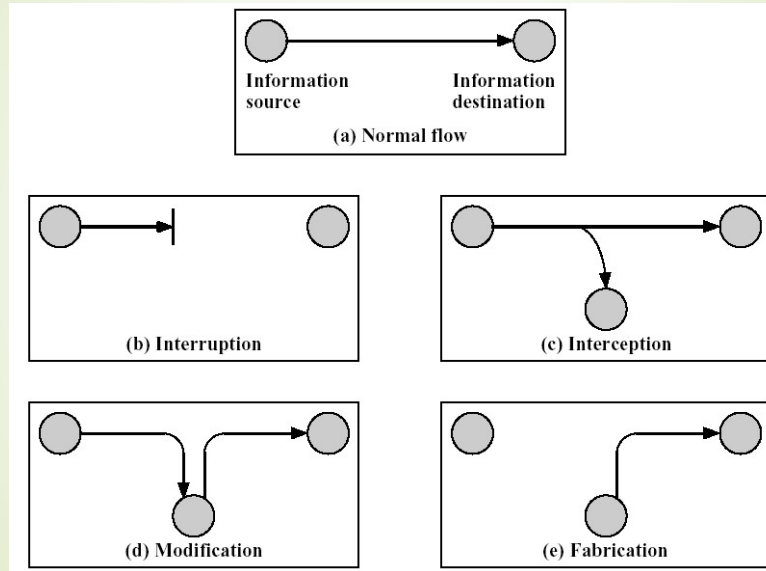 Information
source
Information
destination
(a) Normal flow
(b) Interruption
(c) Interception
(d) Modification
(e) Fabrication